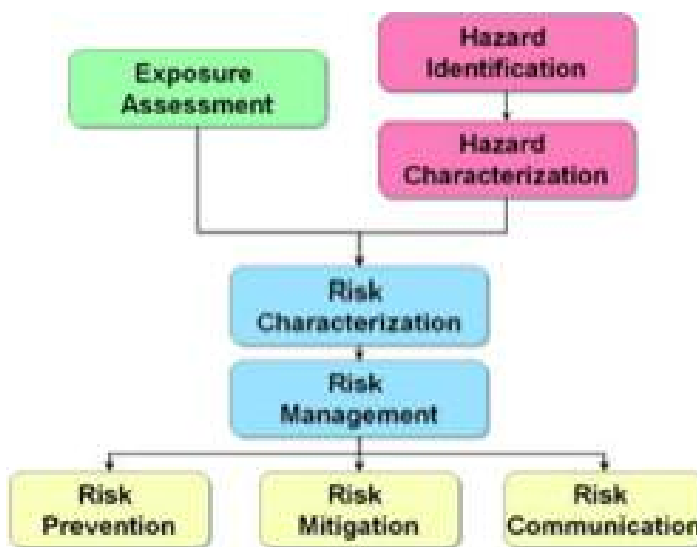 Hazard
Identification
Exposure
Assessment
Hazard
Characterization
Risk
Characterization
Risk
Management
Risk
Prevention
Risk
Mitigation
Risk
Communication